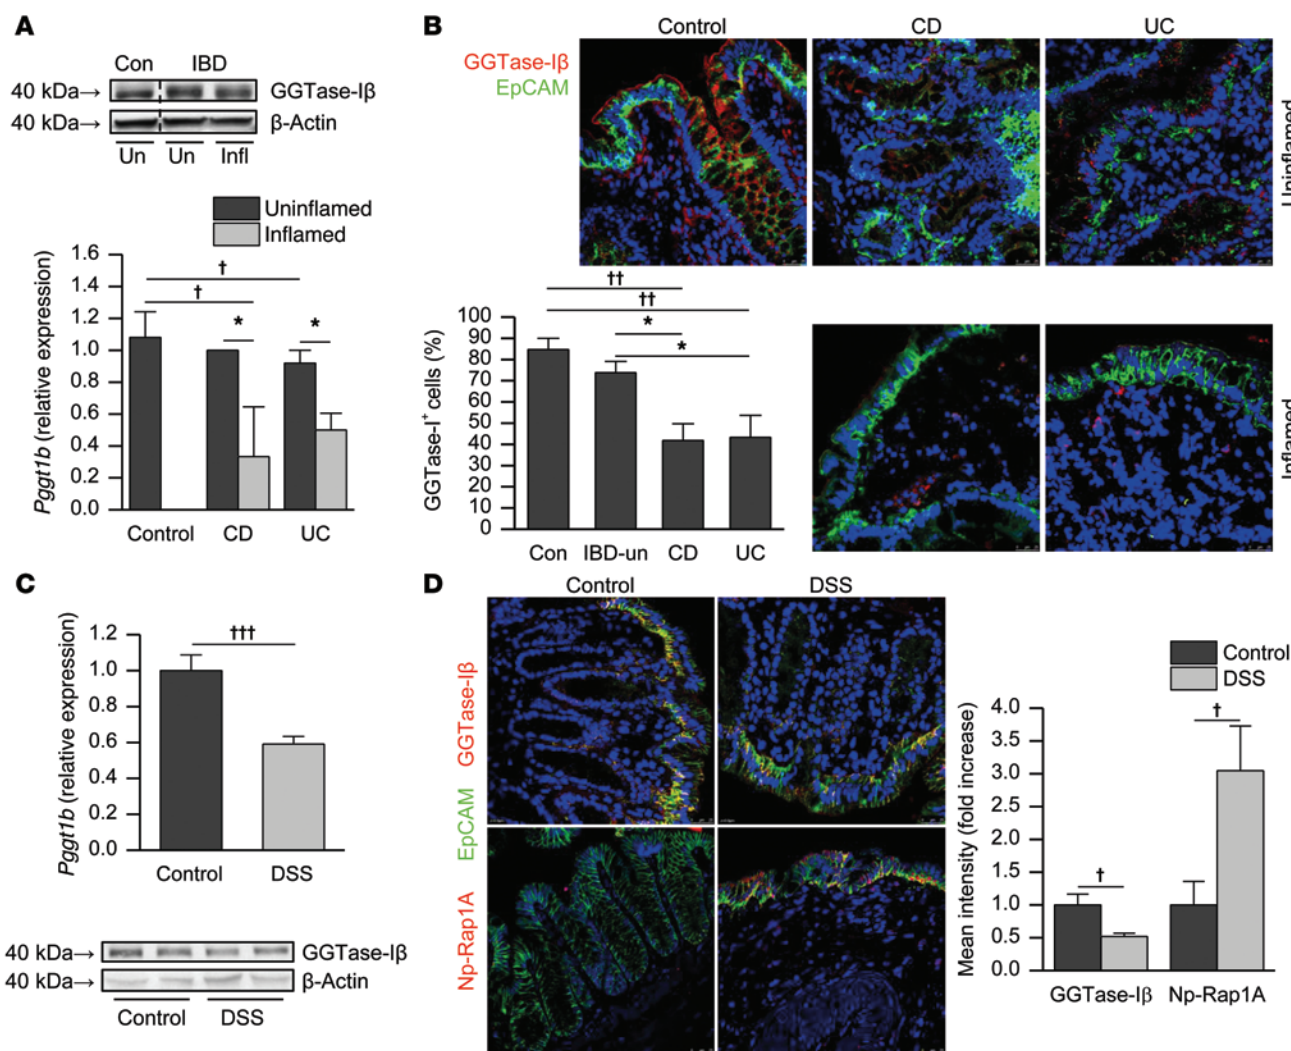 A
Con IBD
40 kDa→ GGTase-Iβ
40 kDa→ β-Actin
Un Un Infl
Uninflamed
Inflamed
Pggt1b (relative expression)
1.6
1.4
1.2
1.0
0.8
0.6
0.4
0.2
0.0
†
†
* *
Control CD UC
B
Control CD UC
GGTase-Iβ
EpCAM
Uninflamed
Inflamed
GGTase-I+ cells (%)
100
90
80
70
60
50
40
30
20
10
0
††
††
*
*
Con IBD-un CD UC
C
Pggt1b (relative expression)
1.2
1.0
0.8
0.6
0.4
0.2
0.0
†††
Control DSS
40 kDa→ GGTase-Iβ
40 kDa→ β-Actin
Control DSS
D
Control DSS
Np-Rap1A EpCAM GGTase-Iβ
Control
DSS
Mean intensity (fold increase)
4.0
3.5
3.0
2.5
2.0
1.5
1.0
0.5
0.0
†
†
GGTase-Iβ Np-Rap1A